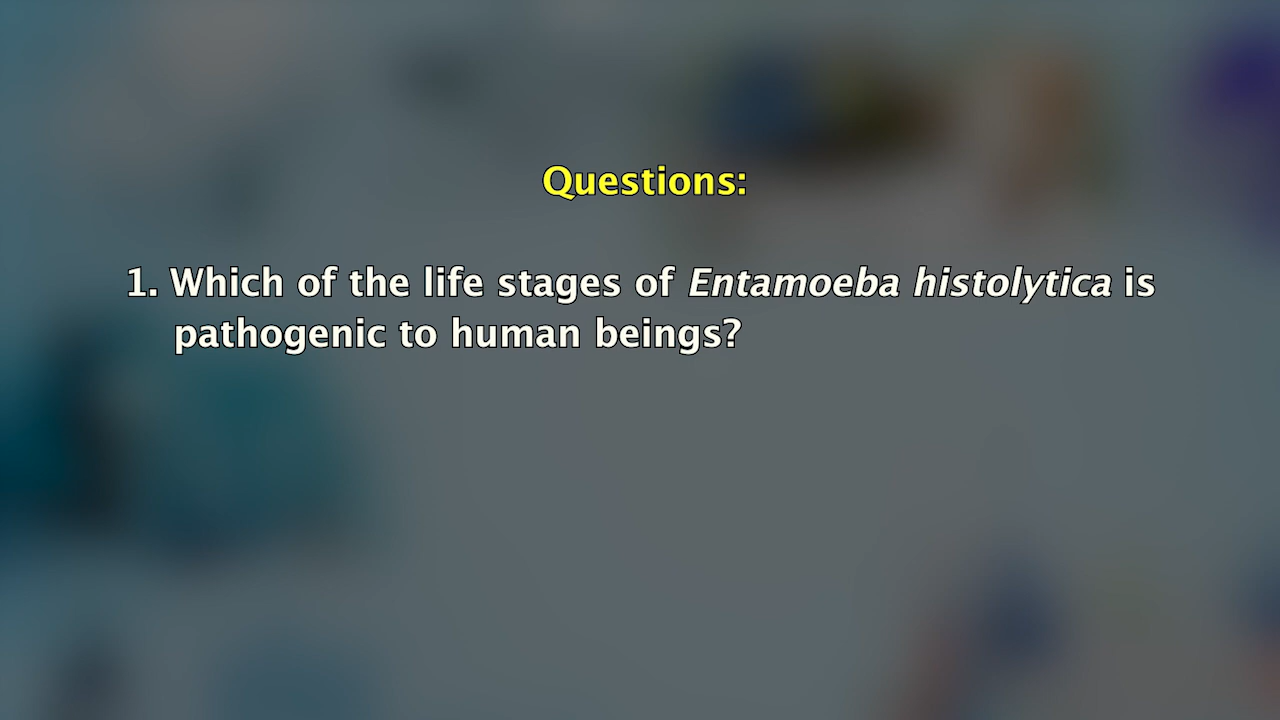 Questions:
1. Which of the life stages of Entamoeba histolytica is
pathogenic to human beings?